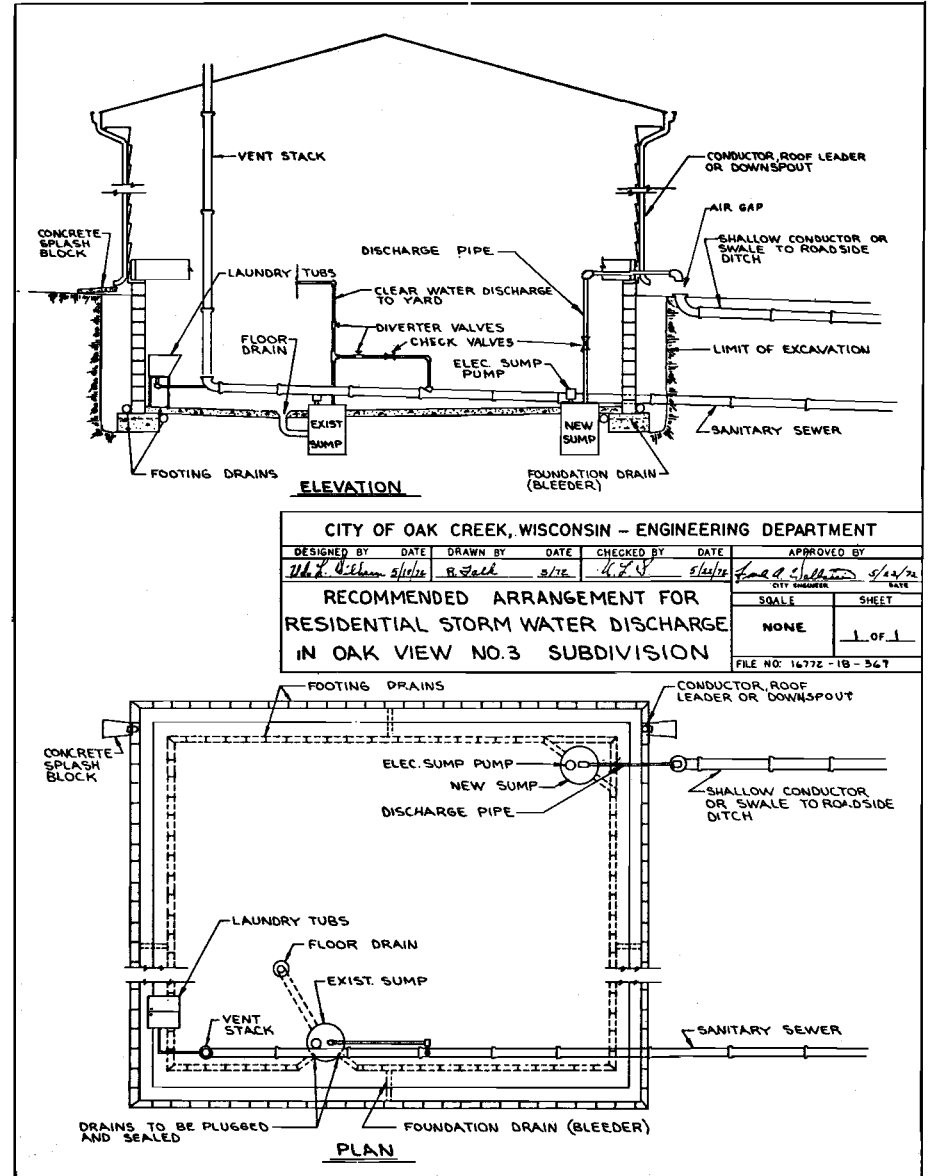 VENT STACK
CONDUCTOR, ROOF LEADER
OR DOWNSPOUT
AIR GAP
CONCRETE
SPLASH
BLOCK
DISCHARGE PIPE
SHALLOW CONDUCTOR OR
SWALE TO ROADSIDE
DITCH
LAUNDRY TUBS
CLEAR WATER DISCHARGE
TO YARD
DIVERTER VALVES
CHECK VALVES
FLOOR
DRAIN
LIMIT OF EXCAVATION
ELEC. SUMP
PUMP
EXIST
SUMP
NEW
SUMP
SANITARY SEWER
FOOTING DRAINS
FOUNDATION DRAIN
(BLEEDER)
ELEVATION
CITY OF OAK CREEK, WISCONSIN - ENGINEERING DEPARTMENT
DESIGNED BY DATE DRAWN BY DATE CHECKED BY DATE APPROVED BY
R. Falk 5/72 5/22/72
CITY ENGINEER DATE
RECOMMENDED ARRANGEMENT FOR
RESIDENTIAL STORM WATER DISCHARGE
IN OAK VIEW NO.3 SUBDIVISION
SCALE SHEET
NONE 1 OF 1
FILE NO: 16772-1B-367
FOOTING DRAINS
CONDUCTOR, ROOF
LEADER OR DOWNSPOUT
CONCRETE
SPLASH
BLOCK
ELEC. SUMP PUMP
NEW SUMP
DISCHARGE PIPE
SHALLOW CONDUCTOR
OR SWALE TO ROADSIDE
DITCH
LAUNDRY TUBS
FLOOR DRAIN
EXIST. SUMP
VENT
STACK
SANITARY SEWER
DRAINS TO BE PLUGGED
AND SEALED
FOUNDATION DRAIN (BLEEDER)
PLAN